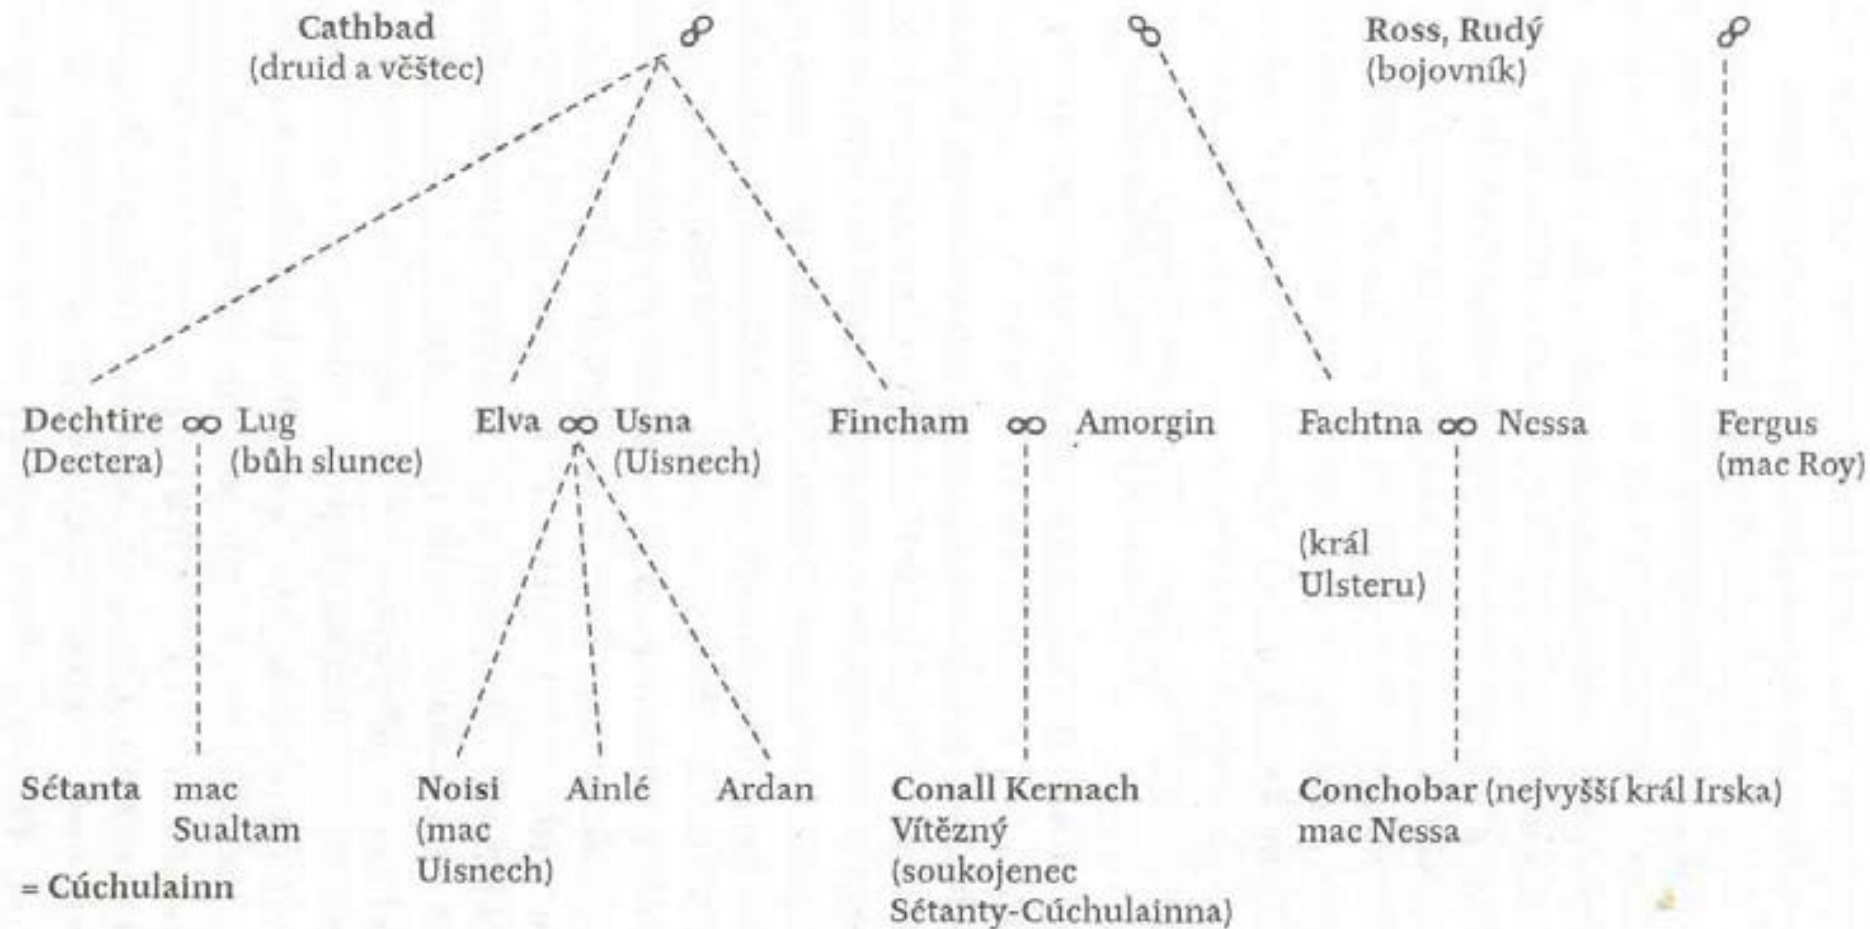 Cathbad
(druid a věštec)
Ross, Rudý
(bojovník)
Dechtire ∞ Lug
(Dectera) (bůh slunce)
Elva ∞ Usna
(Uisnech)
Fincham ∞ Amorgin
Fachtna ∞ Nessa
(král
Ulsteru)
Fergus
(mac Roy)
Sétanta mac
Sualtam
= Cúchulainn
Noisi
(mac
Uisnech)
Ainlé
Ardan
Conall Kernach
Vítězný
(soukojenec
Sétanty-Cúchulainna)
Conchobar (nejvyšší král Irska)
mac Nessa